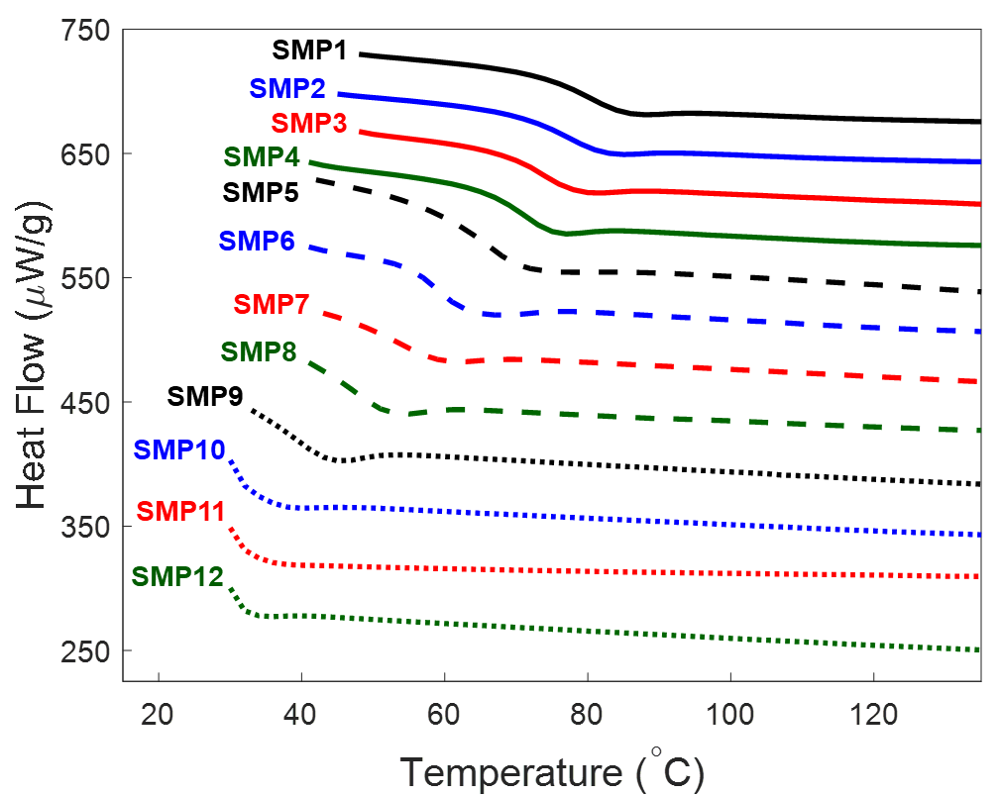 750
SMP1
SMP2
SMP3
650
SMP4
SMP5
SMP6
550
SMP7
SMP8
SMP9
450
SMP10
SMP11
350
SMP12
250
Heat Flow (μW/g)
20 40 60 80 100 120
Temperature (°C)